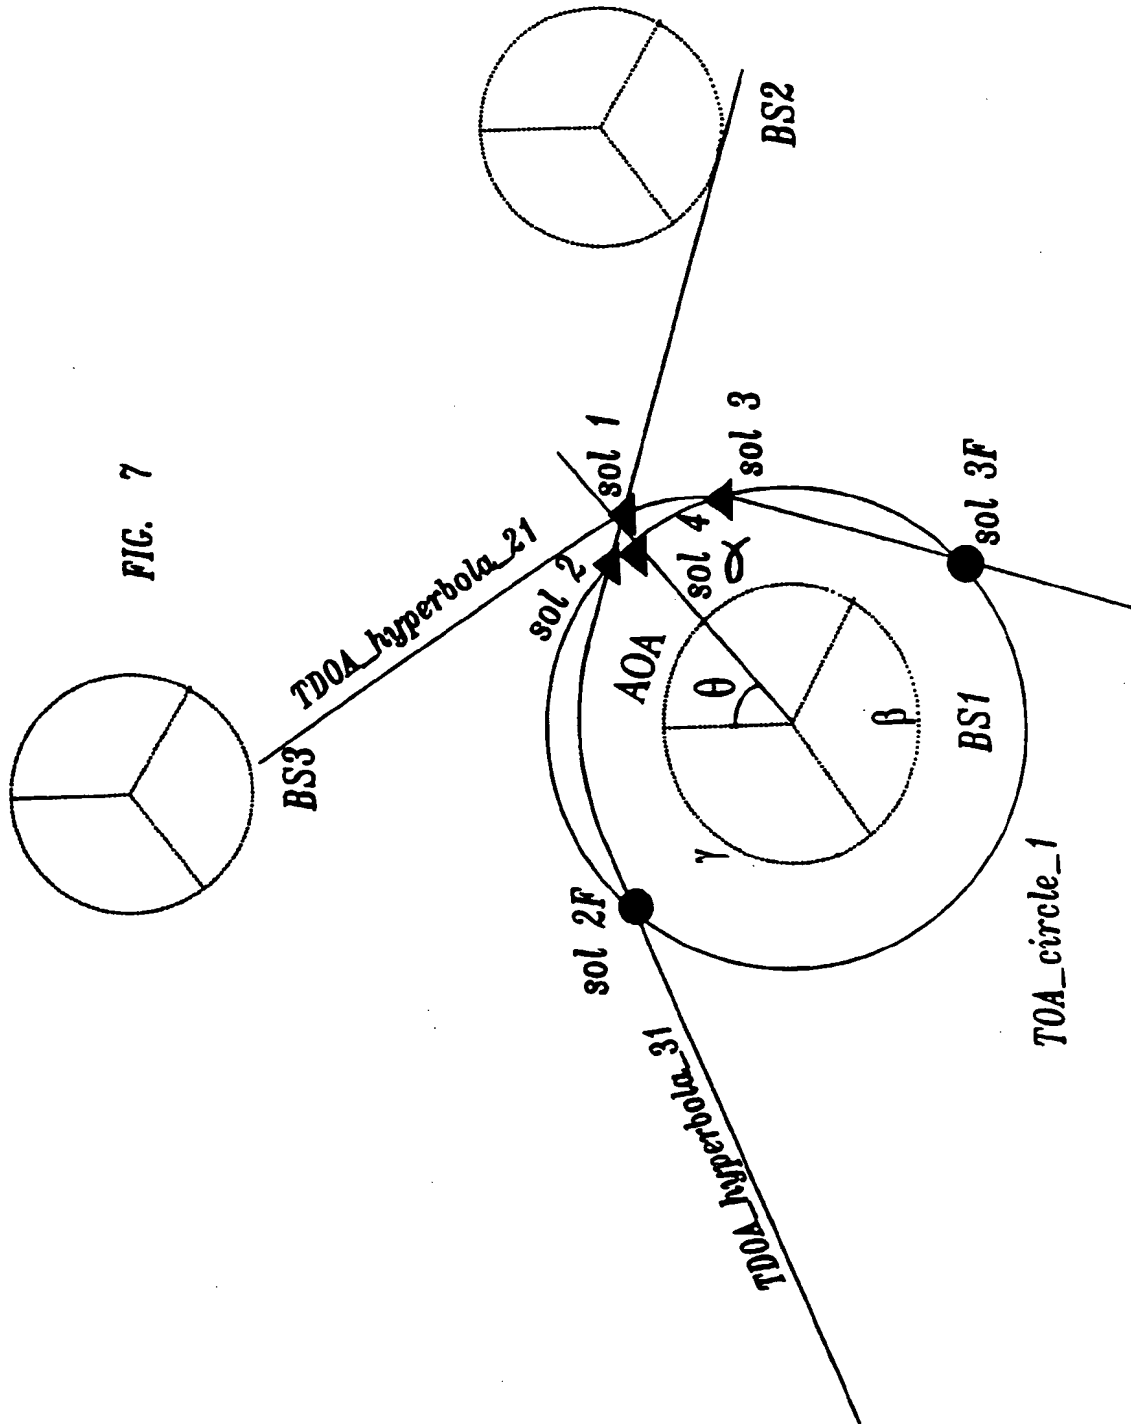 FIG. 7
BS3
TDOA_hyperbola_21
BS2
sol 1
sol 2
sol 3
sol 4
AOA
θ
β
γ
BS1
sol 3F
sol 2F
TDOA_hyperbola_31
TOA_circle_1